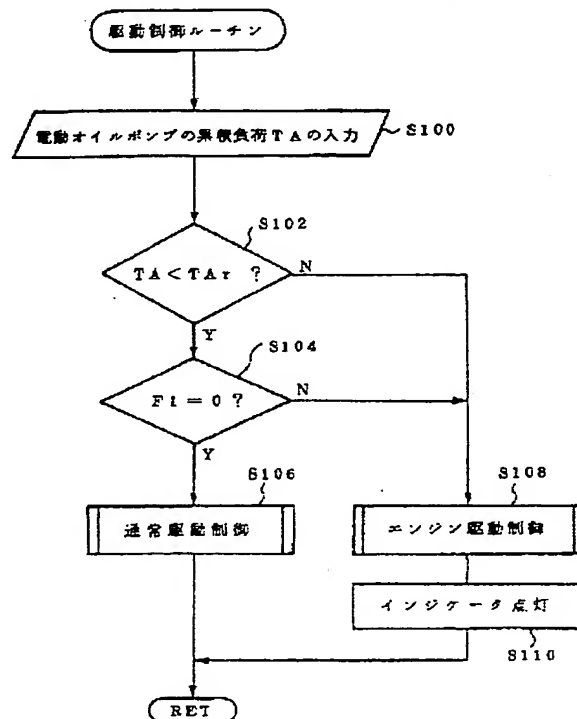 駆動制御ルーチン
電動オイルポンプの累積負荷TAの入力
S100
S102
TA<TAr ?
N
Y
S104
F1=0?
N
Y
S106
S108
通常駆動制御
エンジン駆動制御
インジケータ点灯
S110
RET